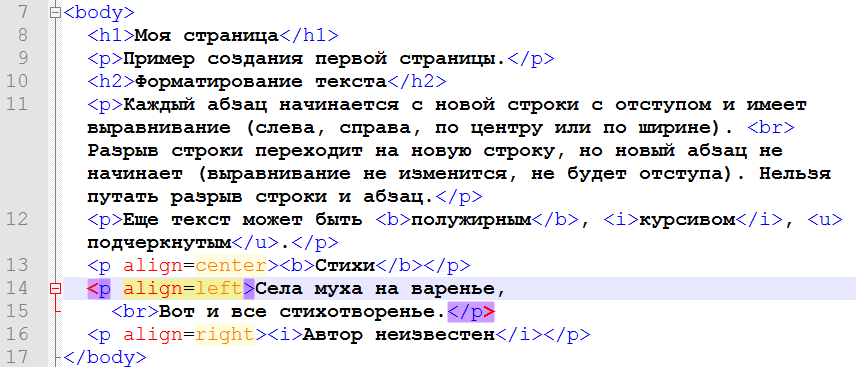 7 <body>
8 <h1>Моя страница</h1>
9 <p>Пример создания первой страницы.</p>
10 <h2>Форматирование текста</h2>
11 <p>Каждый абзац начинается с новой строки с отступом и имеет
выравнивание (слева, справа, по центру или по ширине). <br>
Разрыв строки переходит на новую строку, но новый абзац не
начинает (выравнивание не изменится, не будет отступа). Нельзя
путать разрыв строки и абзац.</p>
12 <p>Еще текст может быть <b>полужирным</b>, <i>курсивом</i>, <u>
подчеркнутым</u>.</p>
13 <p align=center><b>Стихи</b></p>
14 <p align=left>Села муха на варенье,
15 <br>Вот и все стихотворенье.</p>
16 <p align=right><i>Автор неизвестен</i></p>
17 </body>